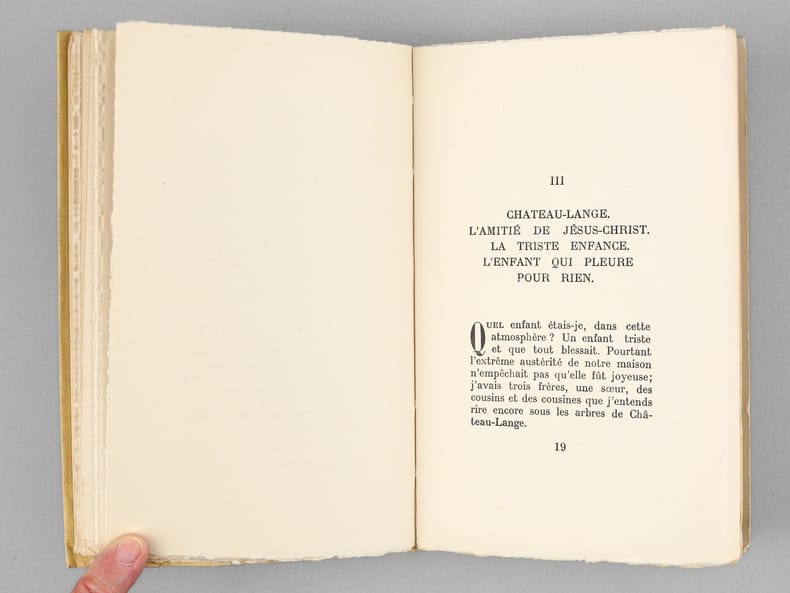 III
CHATEAU-LANGE.
L'AMITIÉ DE JÉSUS-CHRIST.
LA TRISTE ENFANCE.
L'ENFANT QUI PLEURE
POUR RIEN.
QUEL enfant étais-je, dans cette
atmosphère ? Un enfant triste
et que tout blessait. Pourtant
l'extrême austérité de notre maison
n'empêchait pas qu'elle fût joyeuse;
j'avais trois frères, une sœur, des
cousins et des cousines que j'entends
rire encore sous les arbres de Châ-
teau-Lange.
19